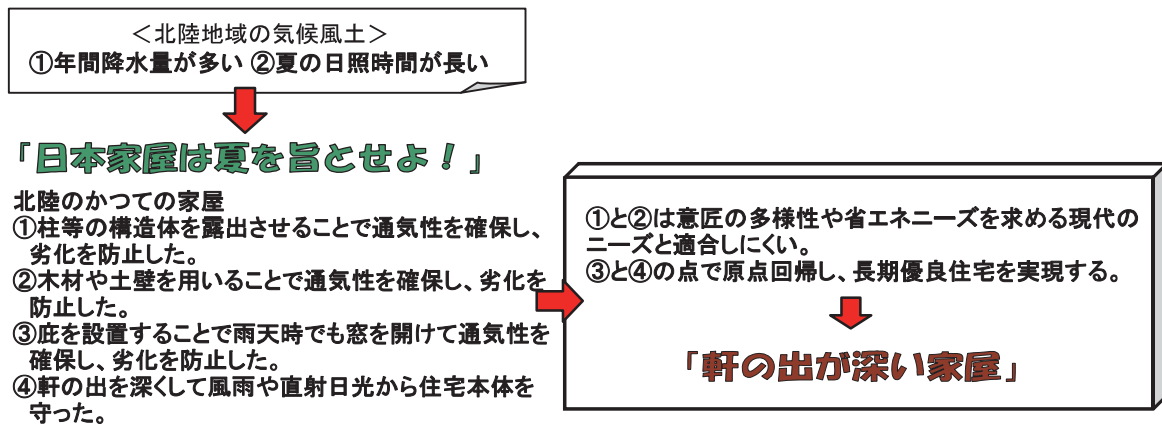 ＜北陸地域の気候風土＞
①年間降水量が多い ②夏の日照時間が長い
「日本家屋は夏を旨とせよ！」
北陸のかつての家屋
①柱等の構造体を露出させることで通気性を確保し、
劣化を防止した。
②木材や土壁を用いることで通気性を確保し、劣化を
防止した。
③庇を設置することで雨天時でも窓を開けて通気性を
確保し、劣化を防止した。
④軒の出を深くして風雨や直射日光から住宅本体を
守った。
①と②は意匠の多様性や省エネニーズを求める現代の
ニーズと適合しにくい。
③と④の点で原点回帰し、長期優良住宅を実現する。
「軒の出が深い家屋」